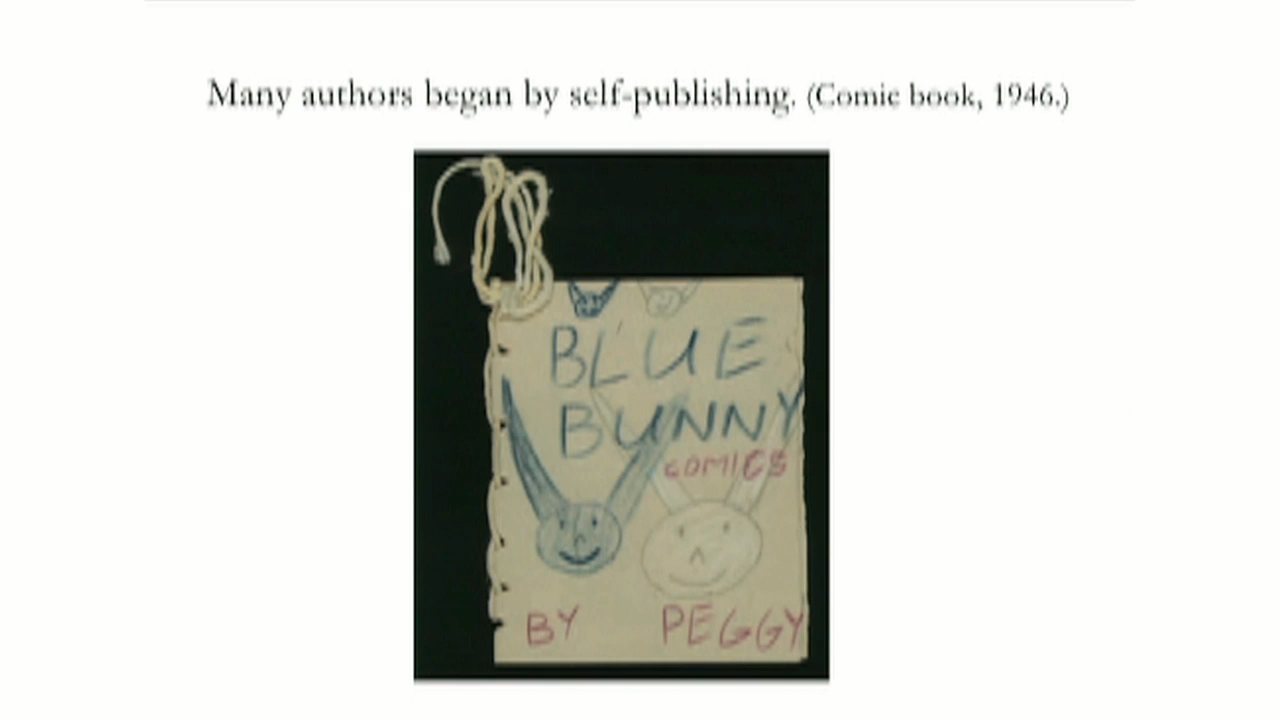 Many authors began by self-publishing. (Comic book, 1946.)
BLUE
BUNNY
COMICS
BY PEGGY